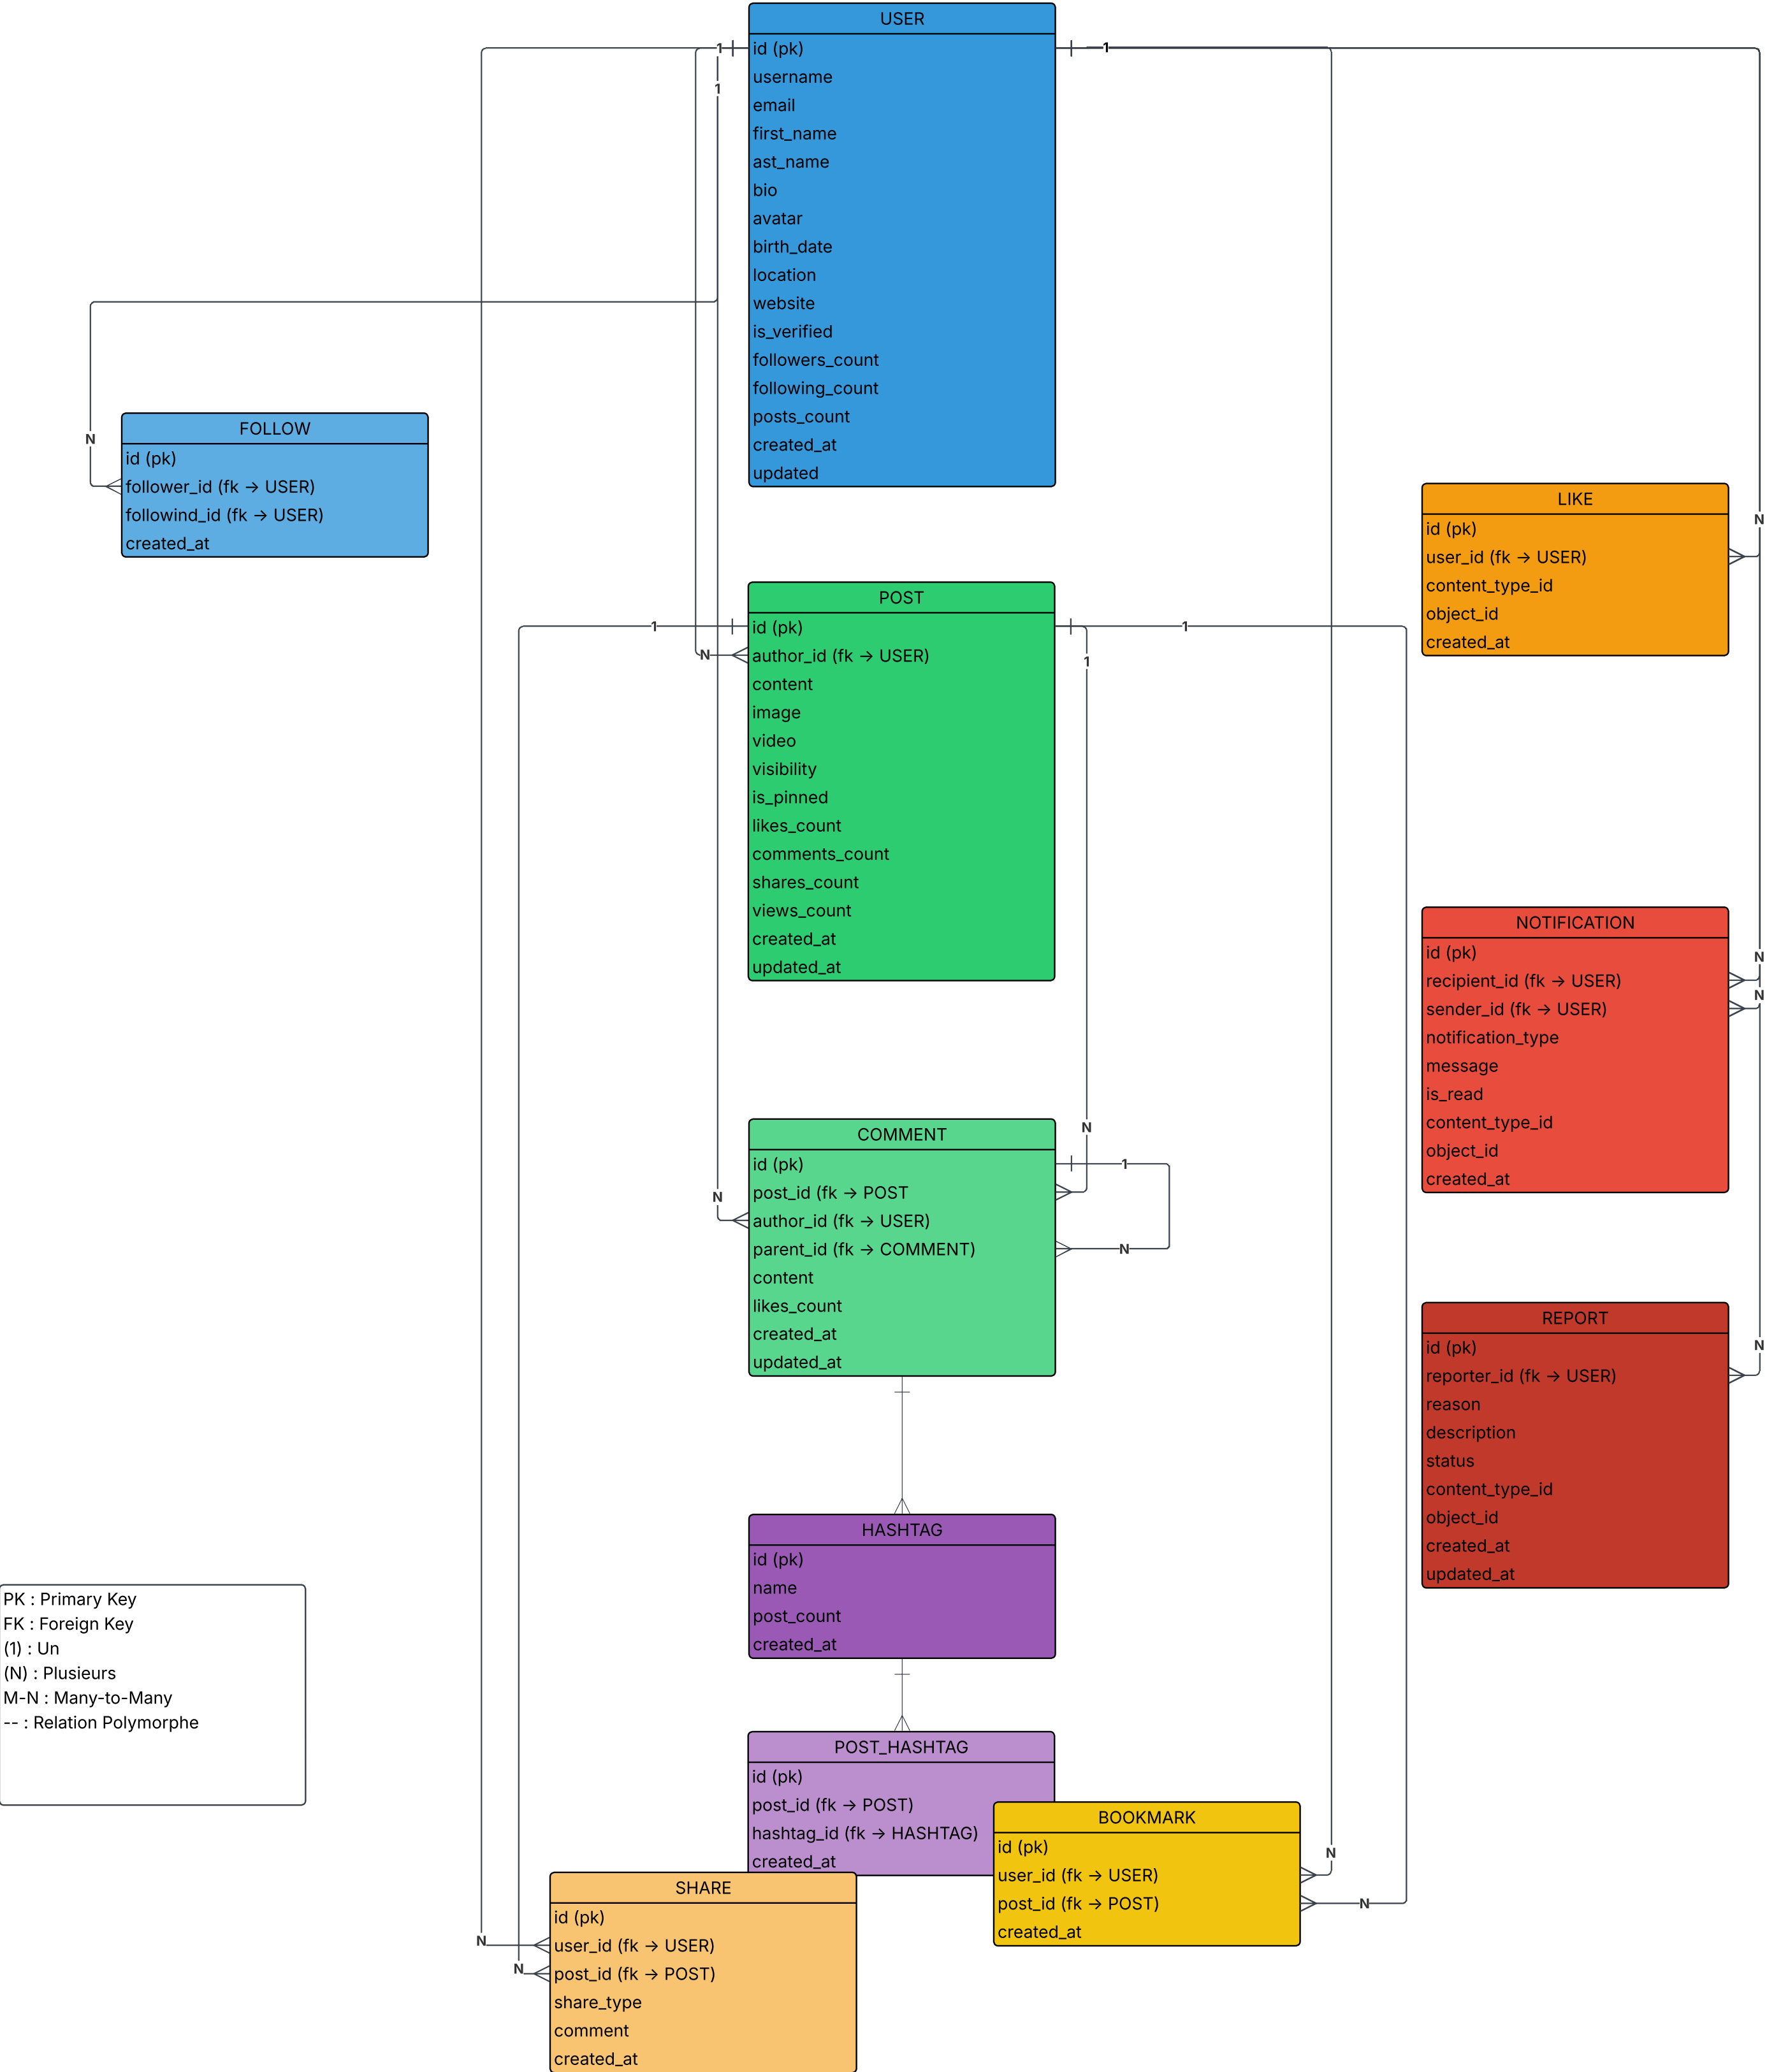 USER
id (pk)
username
email
first_name
ast_name
bio
avatar
birth_date
location
website
is_verified
followers_count
following_count
posts_count
created_at
updated
1
1
1
FOLLOW
id (pk)
follower_id (fk → USER)
followind_id (fk → USER)
created_at
N
LIKE
id (pk)
user_id (fk → USER)
content_type_id
object_id
created_at
N
POST
id (pk)
author_id (fk → USER)
content
image
video
visibility
is_pinned
likes_count
comments_count
shares_count
views_count
created_at
updated_at
1
1
1
N
NOTIFICATION
id (pk)
recipient_id (fk → USER)
sender_id (fk → USER)
notification_type
message
is_read
content_type_id
object_id
created_at
N
N
COMMENT
id (pk)
post_id (fk → POST
author_id (fk → USER)
parent_id (fk → COMMENT)
content
likes_count
created_at
updated_at
N
1
N
N
REPORT
id (pk)
reporter_id (fk → USER)
reason
description
status
content_type_id
object_id
created_at
updated_at
N
HASHTAG
id (pk)
name
post_count
created_at
PK : Primary Key
FK : Foreign Key
(1) : Un
(N) : Plusieurs
M-N : Many-to-Many
-- : Relation Polymorphe
POST_HASHTAG
id (pk)
post_id (fk → POST)
hashtag_id (fk → HASHTAG)
created_at
BOOKMARK
id (pk)
user_id (fk → USER)
post_id (fk → POST)
created_at
N
N
SHARE
id (pk)
user_id (fk → USER)
post_id (fk → POST)
share_type
comment
created_at
N
N